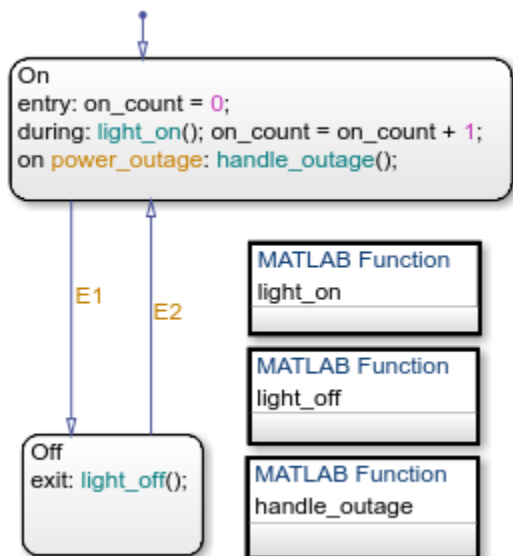 On
entry: on_count = 0;
during: light_on(); on_count = on_count + 1;
on power_outage: handle_outage();
E1
E2
MATLAB Function
light_on
MATLAB Function
light_off
Off
exit: light_off();
MATLAB Function
handle_outage